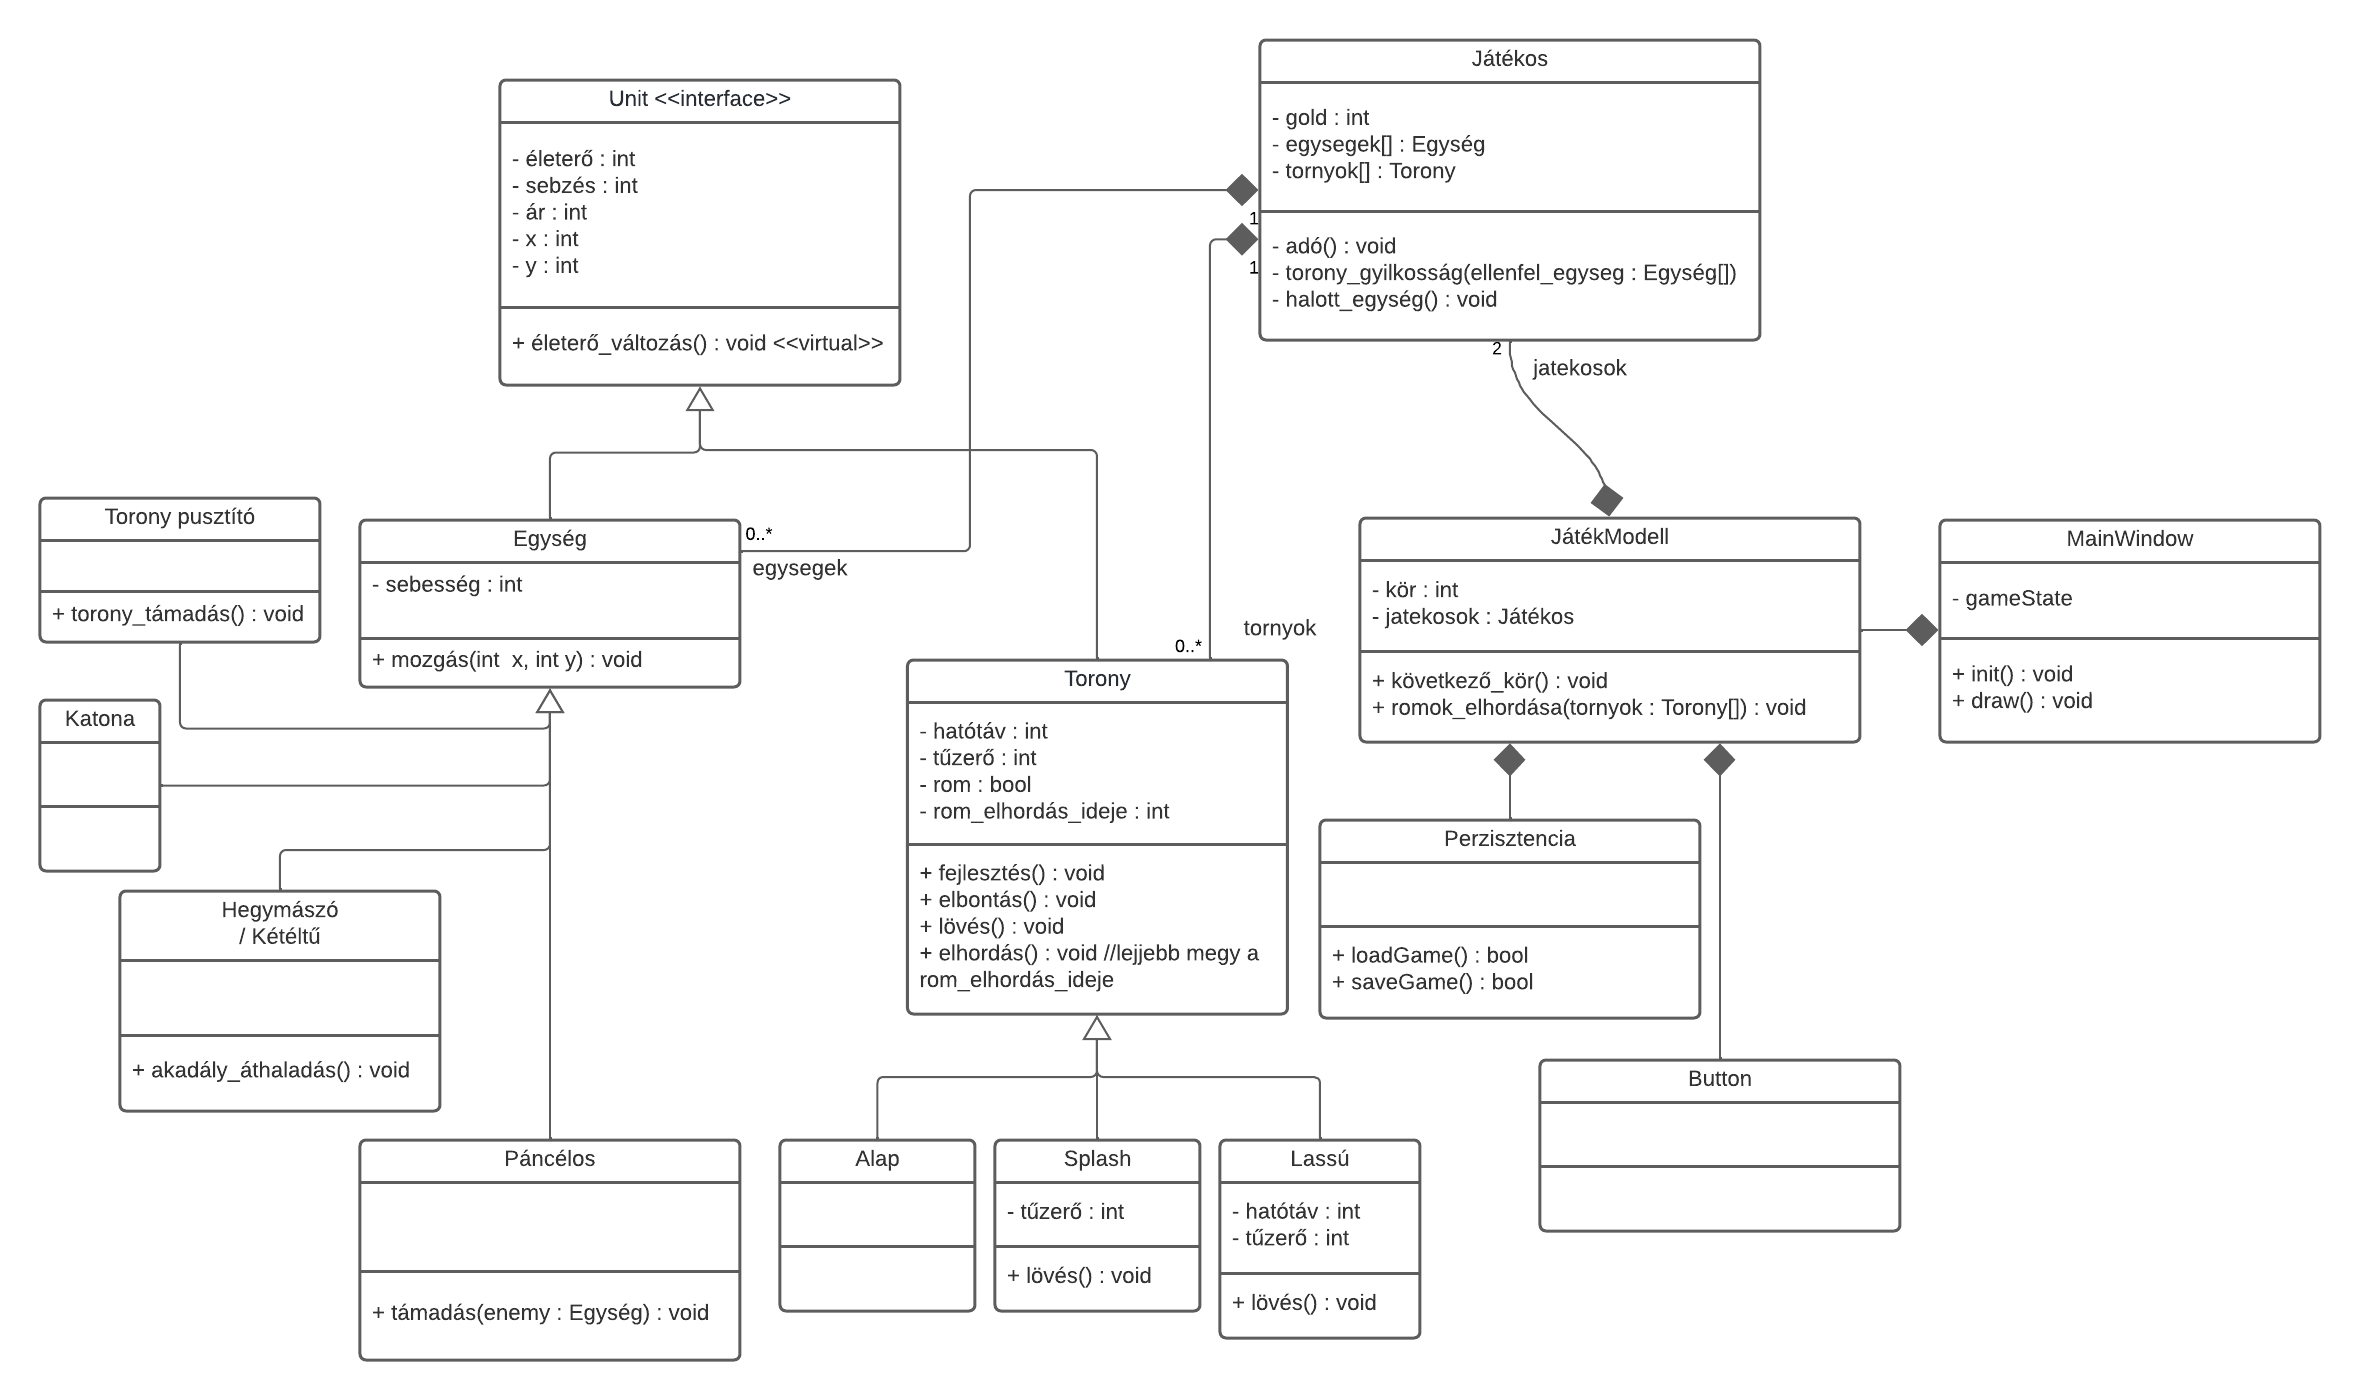 Unit <<interface>>
- életerő : int
- sebzés : int
- ár : int
- x : int
- y : int
+ életerő_változás() : void <<virtual>>
Játékos
- gold : int
- egysegek[] : Egység
- tornyok[] : Torony
- adó() : void
- torony_gyilkosság(ellenfel_egyseg : Egység[])
- halott_egység() : void
1
1
2
jatekosok
Torony pusztító
+ torony_támadás() : void
Egység
- sebesség : int
+ mozgás(int  x, int y) : void
0..*
egysegek
JátékModell
- kör : int
- jatekosok : Játékos
+ következő_kör() : void
+ romok_elhordása(tornyok : Torony[]) : void
MainWindow
- gameState
+ init() : void
+ draw() : void
tornyok
0..*
Katona
Torony
- hatótáv : int
- tűzerő : int
- rom : bool
- rom_elhordás_ideje : int
+ fejlesztés() : void
+ elbontás() : void
+ lövés() : void
+ elhordás() : void //lejjebb megy a
rom_elhordás_ideje
Perzisztencia
+ loadGame() : bool
+ saveGame() : bool
Hegymászó
/ Kétéltű
+ akadály_áthaladás() : void
Button
Páncélos
+ támadás(enemy : Egység) : void
Alap
Splash
- tűzerő : int
+ lövés() : void
Lassú
- hatótáv : int
- tűzerő : int
+ lövés() : void